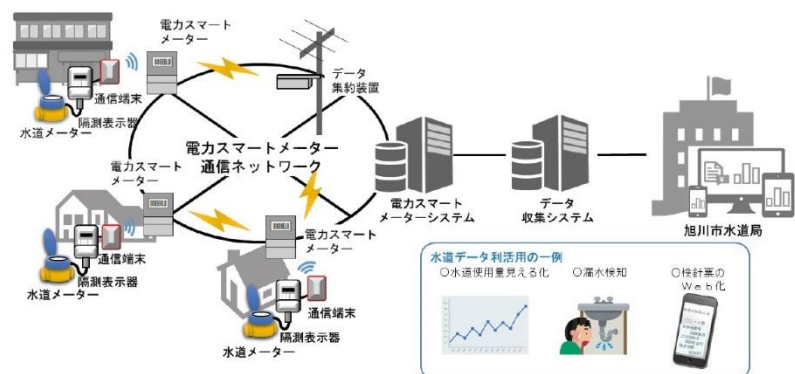 電力スマート
メーター
通信端末
隔測表示器
水道メーター
データ
集約装置
電力スマートメーター
通信ネットワーク
電力スマート
メーター
通信端末
隔測表示器
水道メーター
電力スマート
メーター
通信端末
隔測表示器
水道メーター
電力スマート
メーターシステム
データ
収集システム
旭川市水道局
水道データ利活用の一例
○水道使用量見える化
○漏水検知
○検針票の
Web化